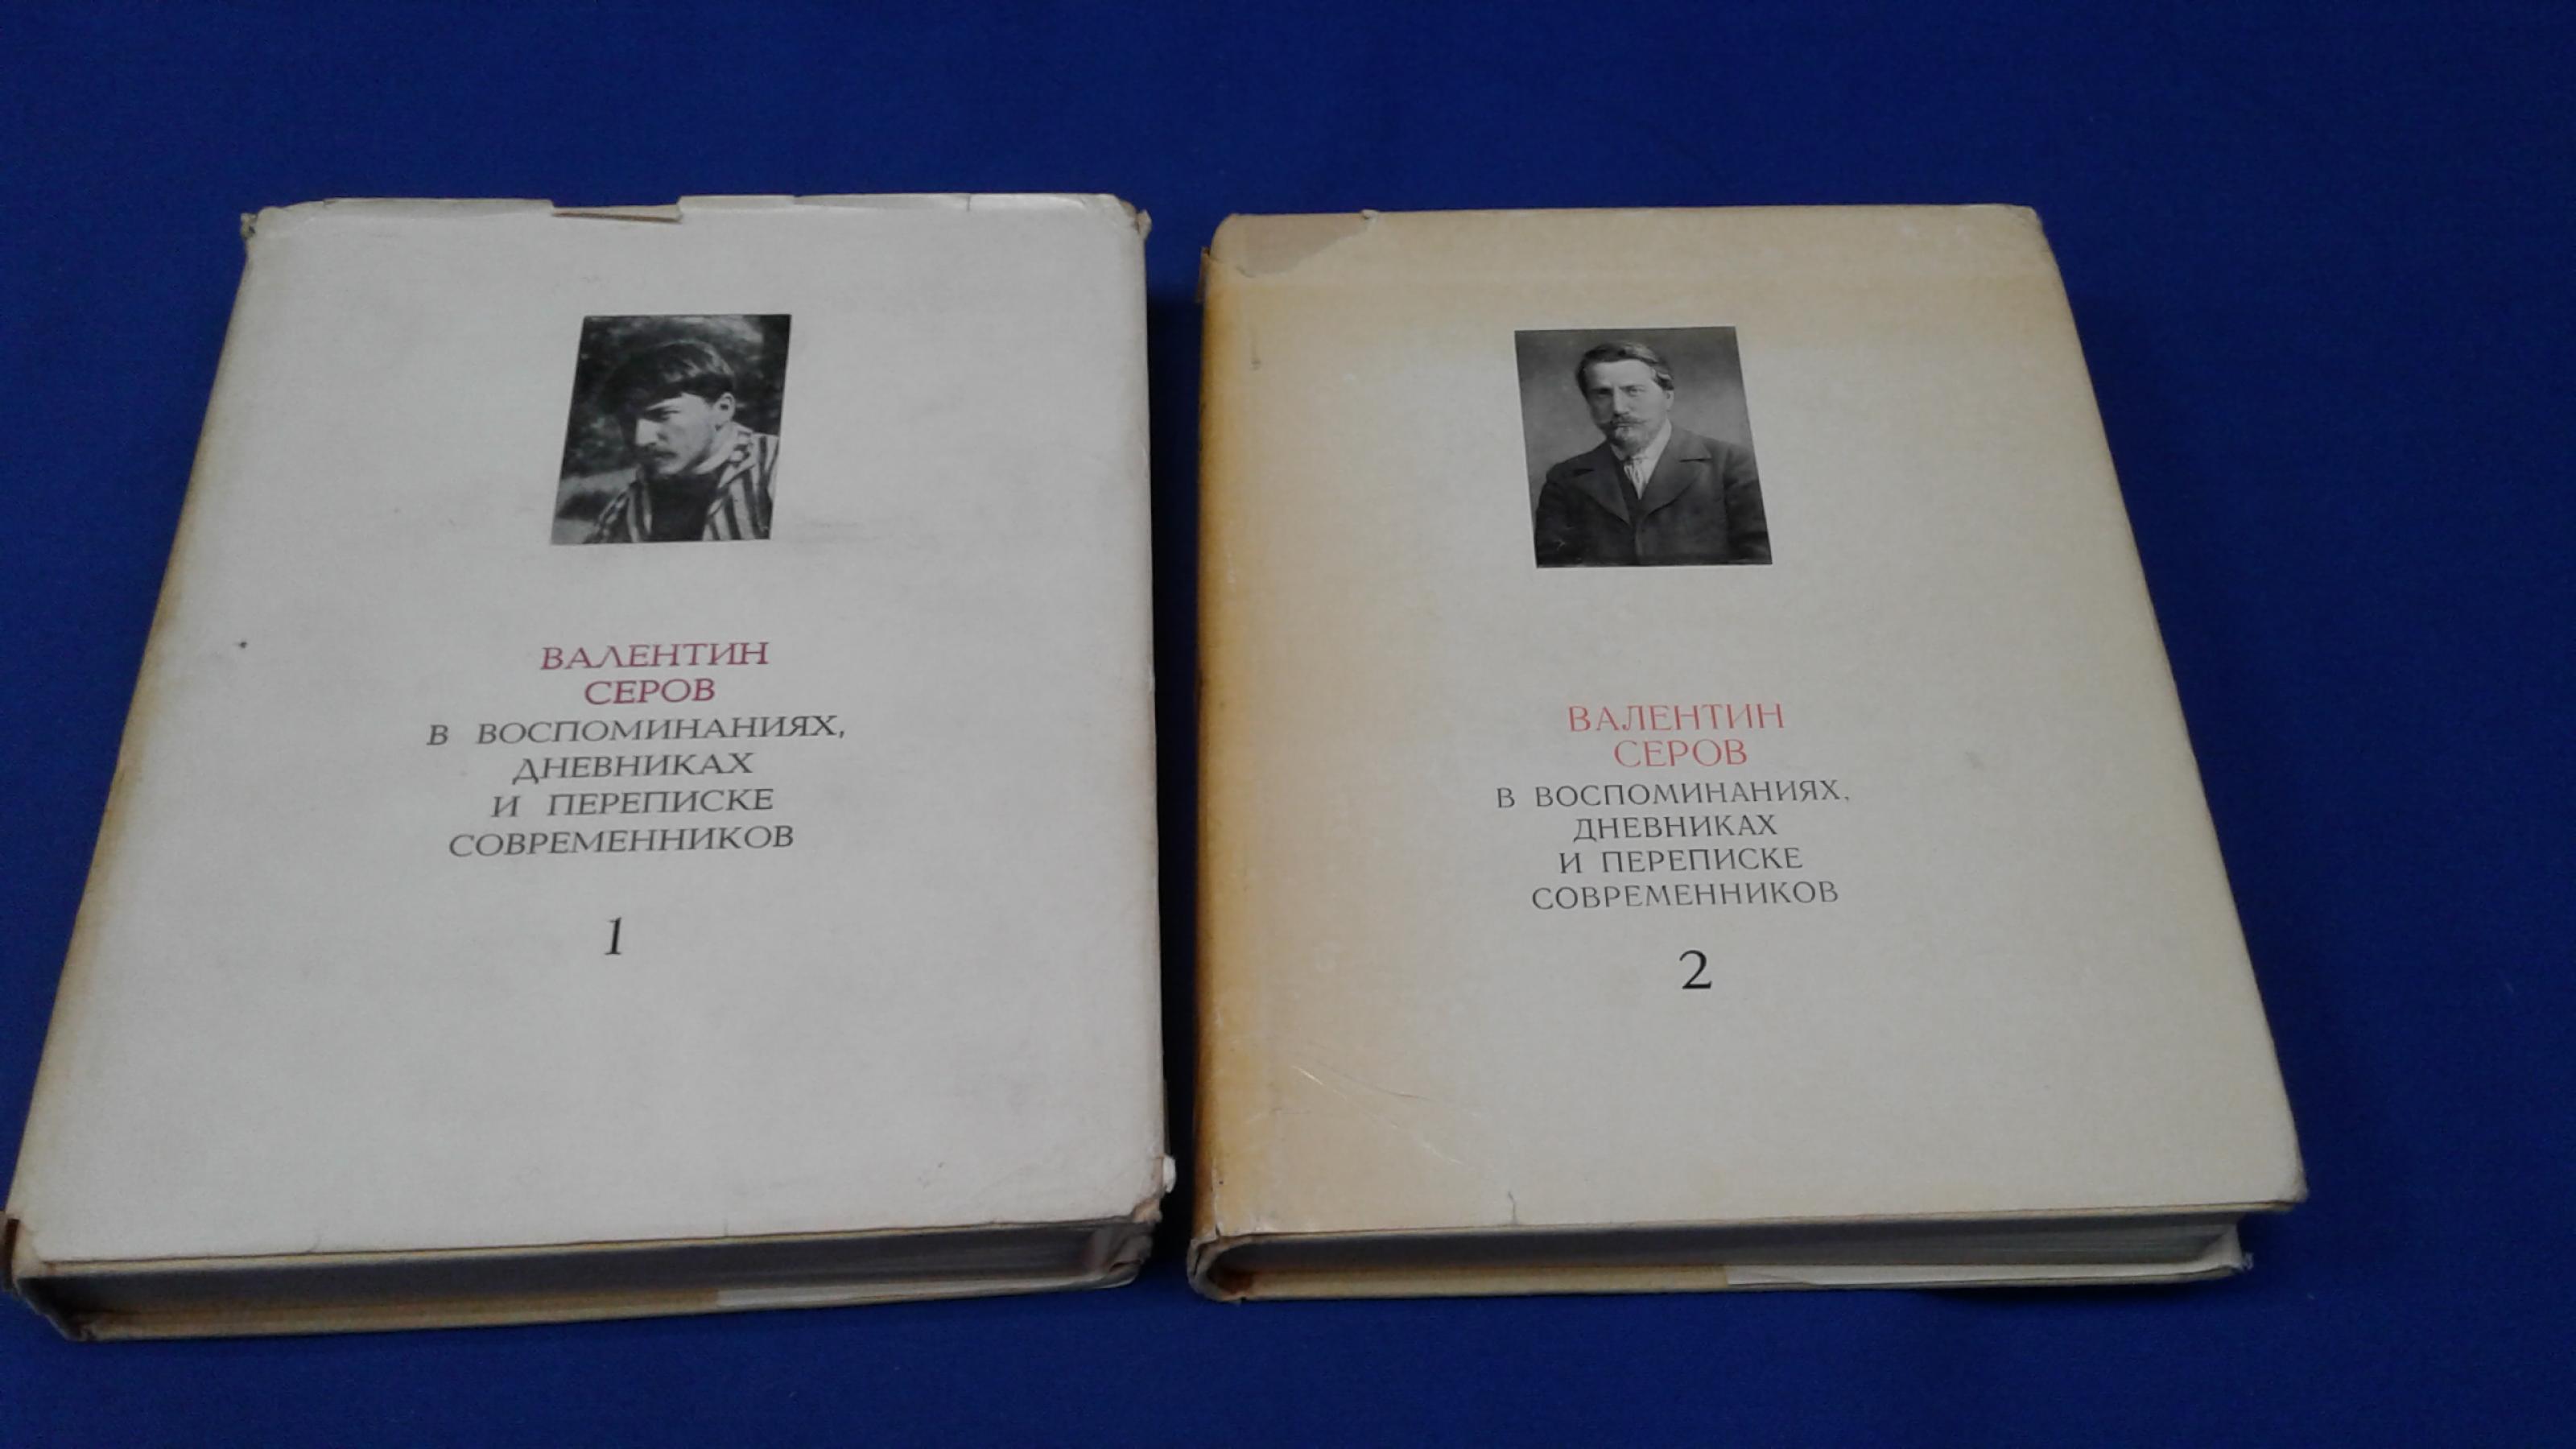 ВАЛЕНТИН
СЕРОВ
В ВОСПОМИНАНИЯХ,
ДНЕВНИКАХ
И ПЕРЕПИСКЕ
СОВРЕМЕННИКОВ
1
ВАЛЕНТИН
СЕРОВ
В ВОСПОМИНАНИЯХ,
ДНЕВНИКАХ
И ПЕРЕПИСКЕ
СОВРЕМЕННИКОВ
2